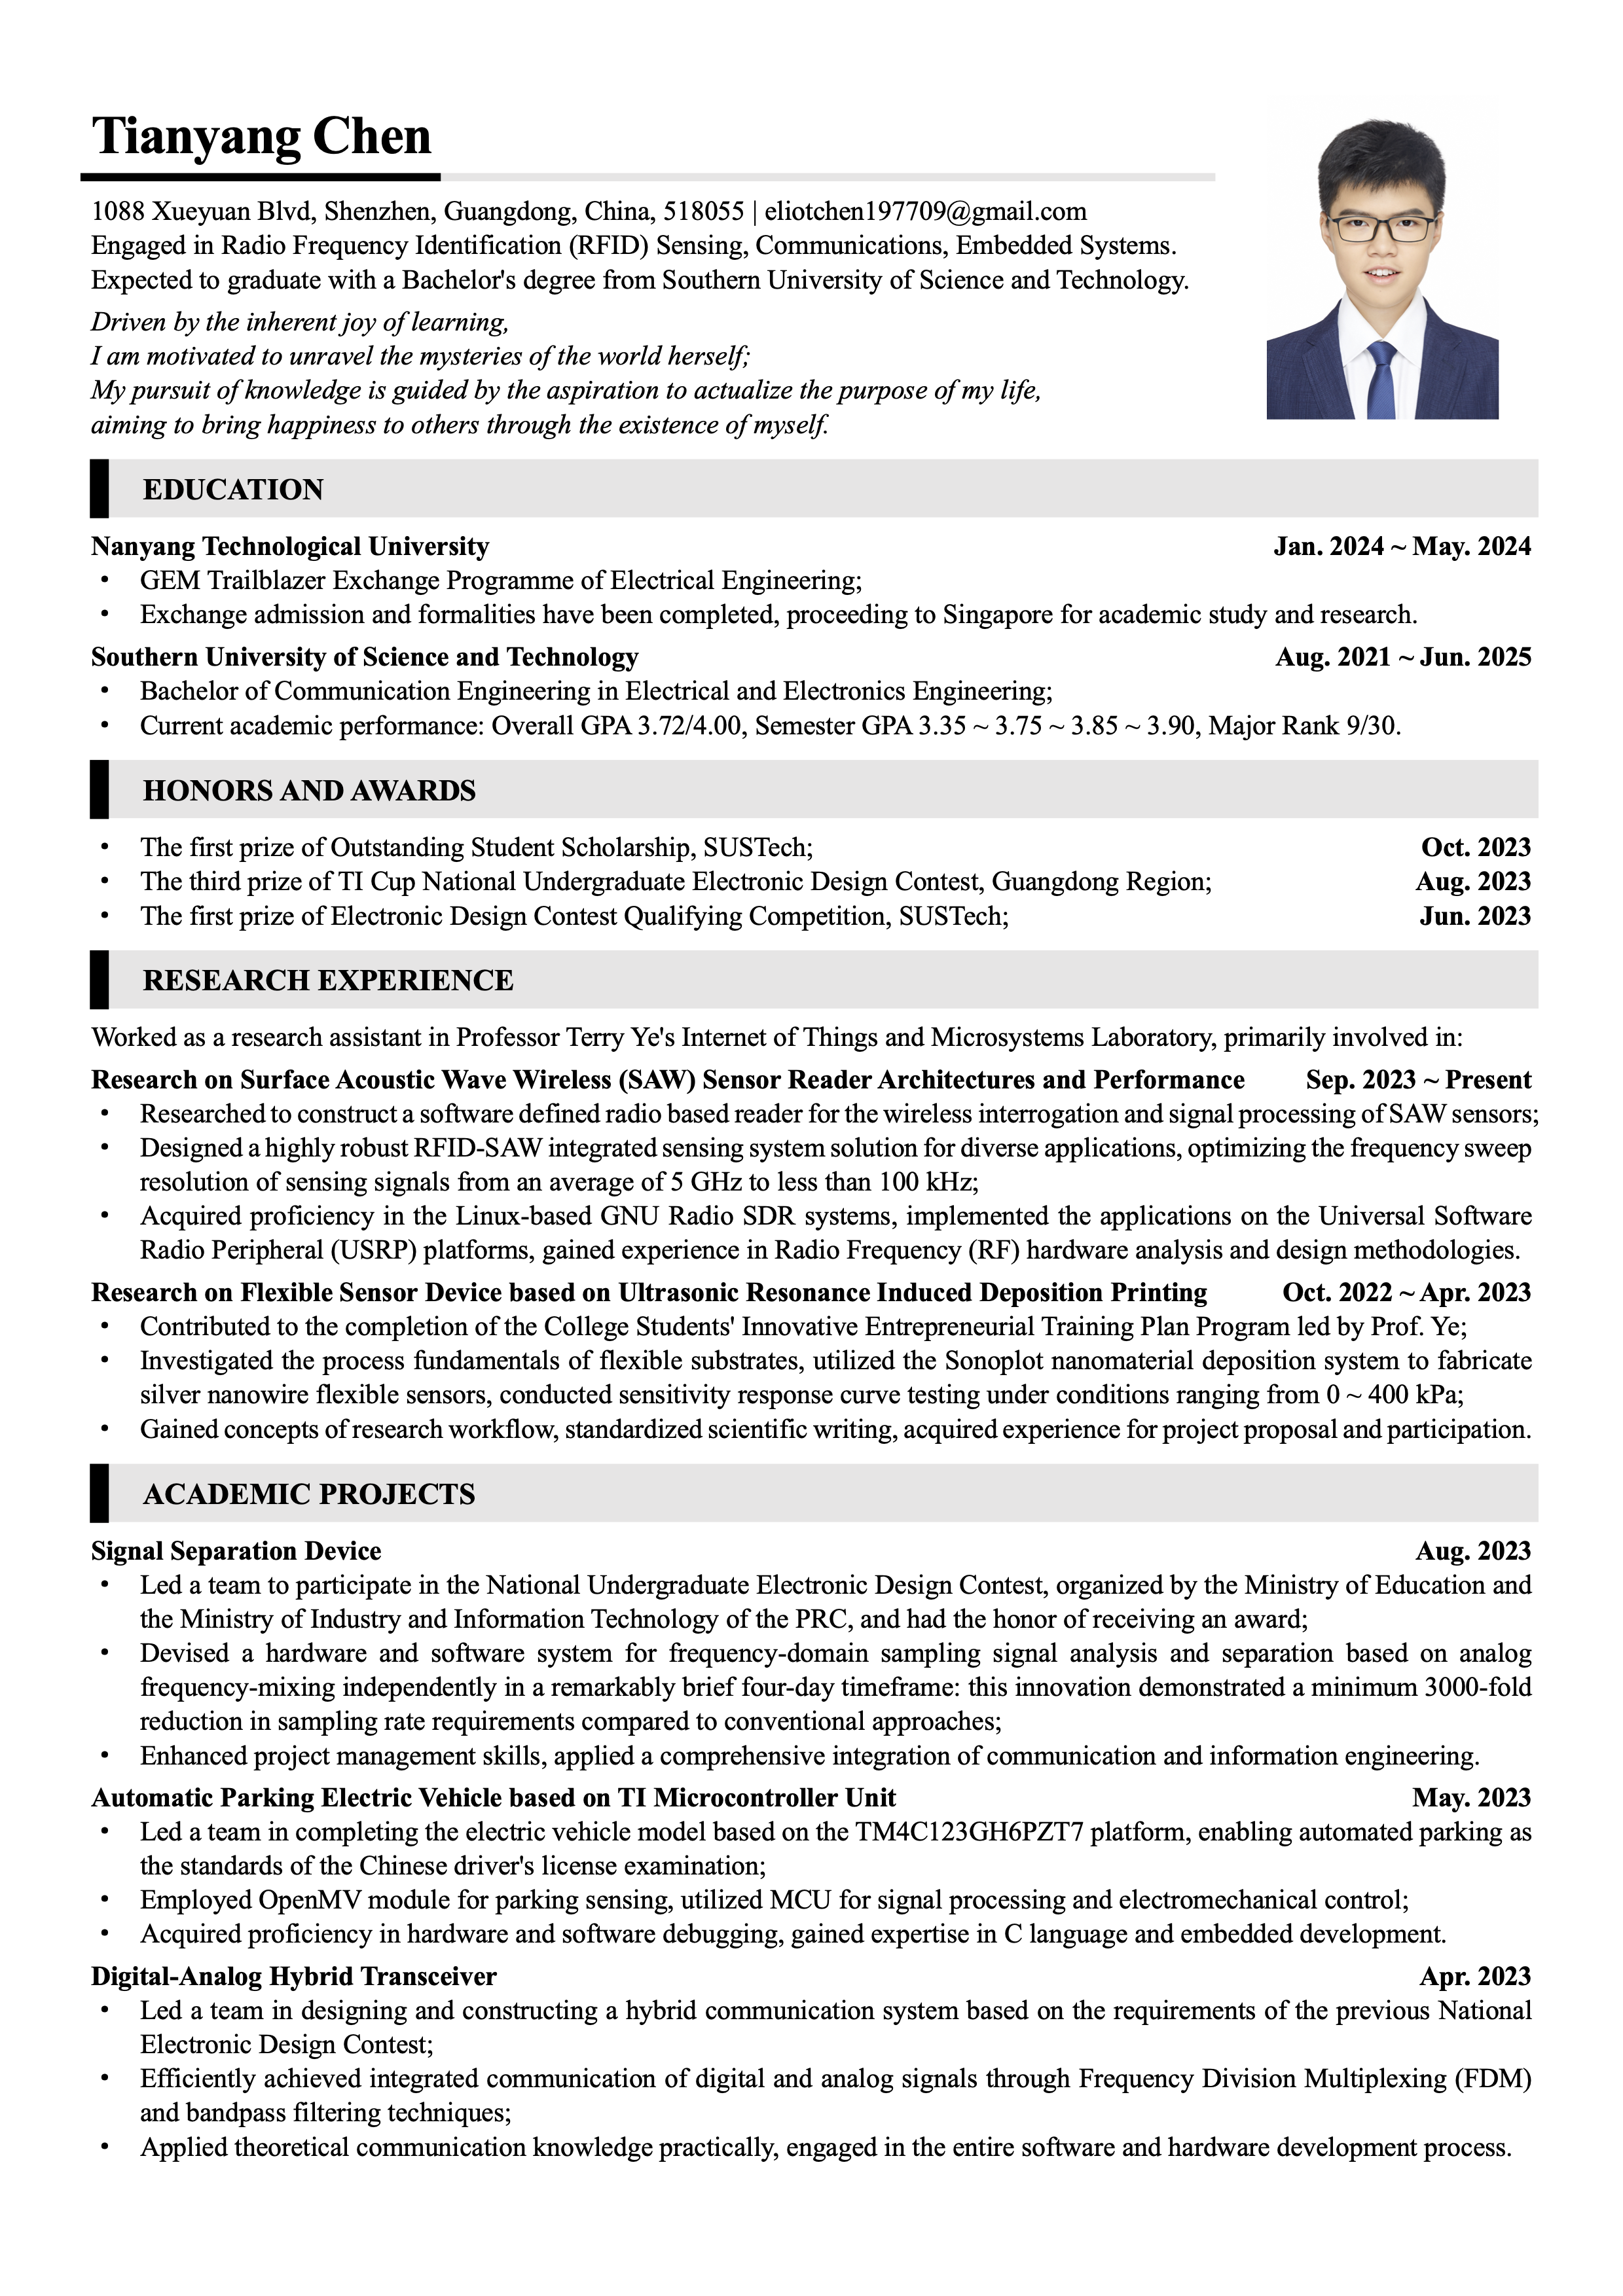 Tianyang Chen
1088 Xueyuan Blvd, Shenzhen, Guangdong, China, 518055 | eliotchen197709@gmail.com
Engaged in Radio Frequency Identification (RFID) Sensing, Communications, Embedded Systems.
Expected to graduate with a Bachelor's degree from Southern University of Science and Technology.
Driven by the inherent joy of learning,
I am motivated to unravel the mysteries of the world herself;
My pursuit of knowledge is guided by the aspiration to actualize the purpose of my life,
aiming to bring happiness to others through the existence of myself.
EDUCATION
Nanyang Technological University Jan. 2024 ~ May. 2024
• GEM Trailblazer Exchange Programme of Electrical Engineering;
• Exchange admission and formalities have been completed, proceeding to Singapore for academic study and research.
Southern University of Science and Technology Aug. 2021 ~ Jun. 2025
• Bachelor of Communication Engineering in Electrical and Electronics Engineering;
• Current academic performance: Overall GPA 3.72/4.00, Semester GPA 3.35 ~ 3.75 ~ 3.85 ~ 3.90, Major Rank 9/30.
HONORS AND AWARDS
• The first prize of Outstanding Student Scholarship, SUSTech; Oct. 2023
• The third prize of TI Cup National Undergraduate Electronic Design Contest, Guangdong Region; Aug. 2023
• The first prize of Electronic Design Contest Qualifying Competition, SUSTech; Jun. 2023
RESEARCH EXPERIENCE
Worked as a research assistant in Professor Terry Ye's Internet of Things and Microsystems Laboratory, primarily involved in:
Research on Surface Acoustic Wave Wireless (SAW) Sensor Reader Architectures and Performance Sep. 2023 ~ Present
• Researched to construct a software defined radio based reader for the wireless interrogation and signal processing of SAW sensors;
• Designed a highly robust RFID-SAW integrated sensing system solution for diverse applications, optimizing the frequency sweep
resolution of sensing signals from an average of 5 GHz to less than 100 kHz;
• Acquired proficiency in the Linux-based GNU Radio SDR systems, implemented the applications on the Universal Software
Radio Peripheral (USRP) platforms, gained experience in Radio Frequency (RF) hardware analysis and design methodologies.
Research on Flexible Sensor Device based on Ultrasonic Resonance Induced Deposition Printing Oct. 2022 ~ Apr. 2023
• Contributed to the completion of the College Students' Innovative Entrepreneurial Training Plan Program led by Prof. Ye;
• Investigated the process fundamentals of flexible substrates, utilized the Sonoplot nanomaterial deposition system to fabricate
silver nanowire flexible sensors, conducted sensitivity response curve testing under conditions ranging from 0 ~ 400 kPa;
• Gained concepts of research workflow, standardized scientific writing, acquired experience for project proposal and participation.
ACADEMIC PROJECTS
Signal Separation Device Aug. 2023
• Led a team to participate in the National Undergraduate Electronic Design Contest, organized by the Ministry of Education and
the Ministry of Industry and Information Technology of the PRC, and had the honor of receiving an award;
• Devised a hardware and software system for frequency-domain sampling signal analysis and separation based on analog
frequency-mixing independently in a remarkably brief four-day timeframe: this innovation demonstrated a minimum 3000-fold
reduction in sampling rate requirements compared to conventional approaches;
• Enhanced project management skills, applied a comprehensive integration of communication and information engineering.
Automatic Parking Electric Vehicle based on TI Microcontroller Unit May. 2023
• Led a team in completing the electric vehicle model based on the TM4C123GH6PZT7 platform, enabling automated parking as
the standards of the Chinese driver's license examination;
• Employed OpenMV module for parking sensing, utilized MCU for signal processing and electromechanical control;
• Acquired proficiency in hardware and software debugging, gained expertise in C language and embedded development.
Digital-Analog Hybrid Transceiver Apr. 2023
• Led a team in designing and constructing a hybrid communication system based on the requirements of the previous National
Electronic Design Contest;
• Efficiently achieved integrated communication of digital and analog signals through Frequency Division Multiplexing (FDM)
and bandpass filtering techniques;
• Applied theoretical communication knowledge practically, engaged in the entire software and hardware development process.